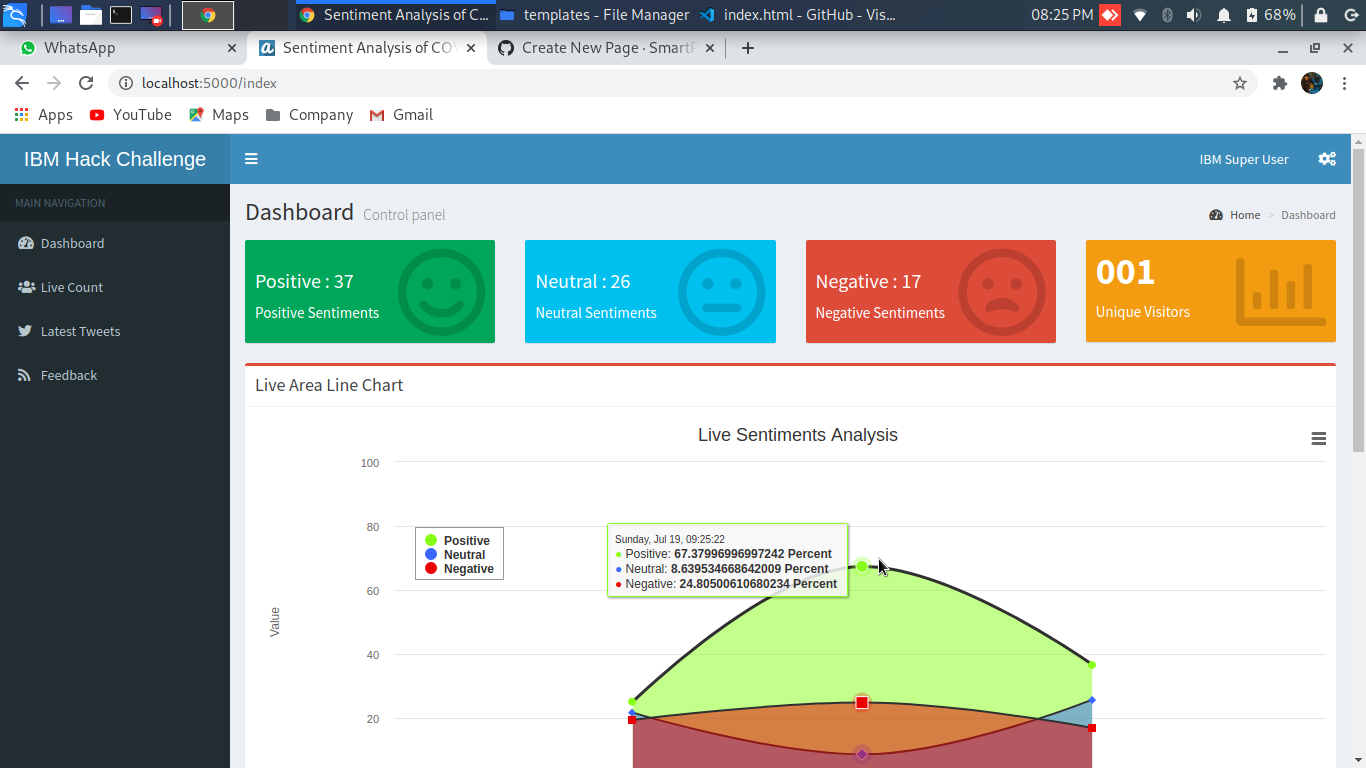 Sentiment Analysis of C... templates - File Manager index.html - GitHub - Vis... 08:25 PM 68%
WhatsApp Sentiment Analysis of COV Create New Page · SmartP
localhost:5000/index
Apps YouTube Maps Company Gmail
IBM Hack Challenge IBM Super User
MAIN NAVIGATION
Dashboard
Live Count
Latest Tweets
Feedback
Dashboard Control panel Home > Dashboard
Positive : 37
Positive Sentiments
Neutral : 26
Neutral Sentiments
Negative : 17
Negative Sentiments
001
Unique Visitors
Live Area Line Chart
Live Sentiments Analysis
100
80
60
40
20
Value
Positive
Neutral
Negative
Sunday, Jul 19, 09:25:22
● Positive: 67.37996996997242 Percent
● Neutral: 8.639534668642009 Percent
● Negative: 24.80500610680234 Percent